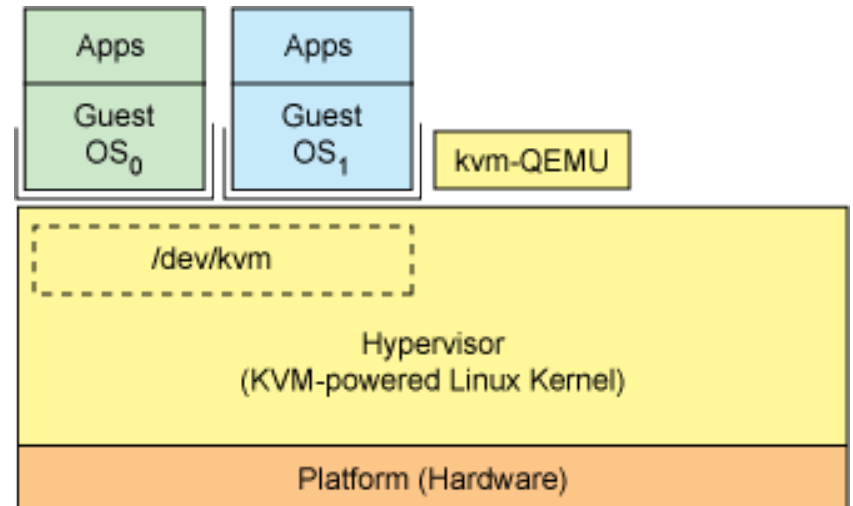 Apps
Apps
Guest
OS0
Guest
OS1
kvm-QEMU
/dev/kvm
Hypervisor
(KVM-powered Linux Kernel)
Platform (Hardware)